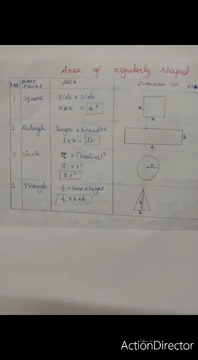 Area of regularly shaped
S.No PLANE FIGURES AREA DIAGRAM OF
1 Square side × side
a×a = a²
a
a
2 Rectangle length × breadth
l×b = lb
b
3 Circle π × (radius)²
π × r²
πr²
r
4 Triangle ½ × base × height
½ × b×h
h
b
ActionDirector